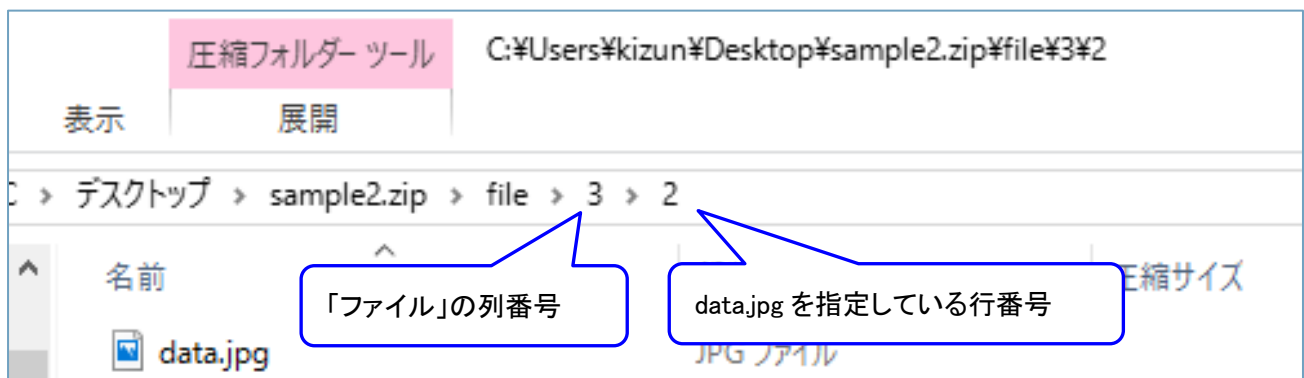 圧縮フォルダー ツール
C:¥Users¥kizun¥Desktop¥sample2.zip¥file¥3¥2
表示
展開
> デスクトップ > sample2.zip > file > 3 > 2
名前
圧縮サイズ
「ファイル」の列番号
data.jpg を指定している行番号
data.jpg
JPG ファイル